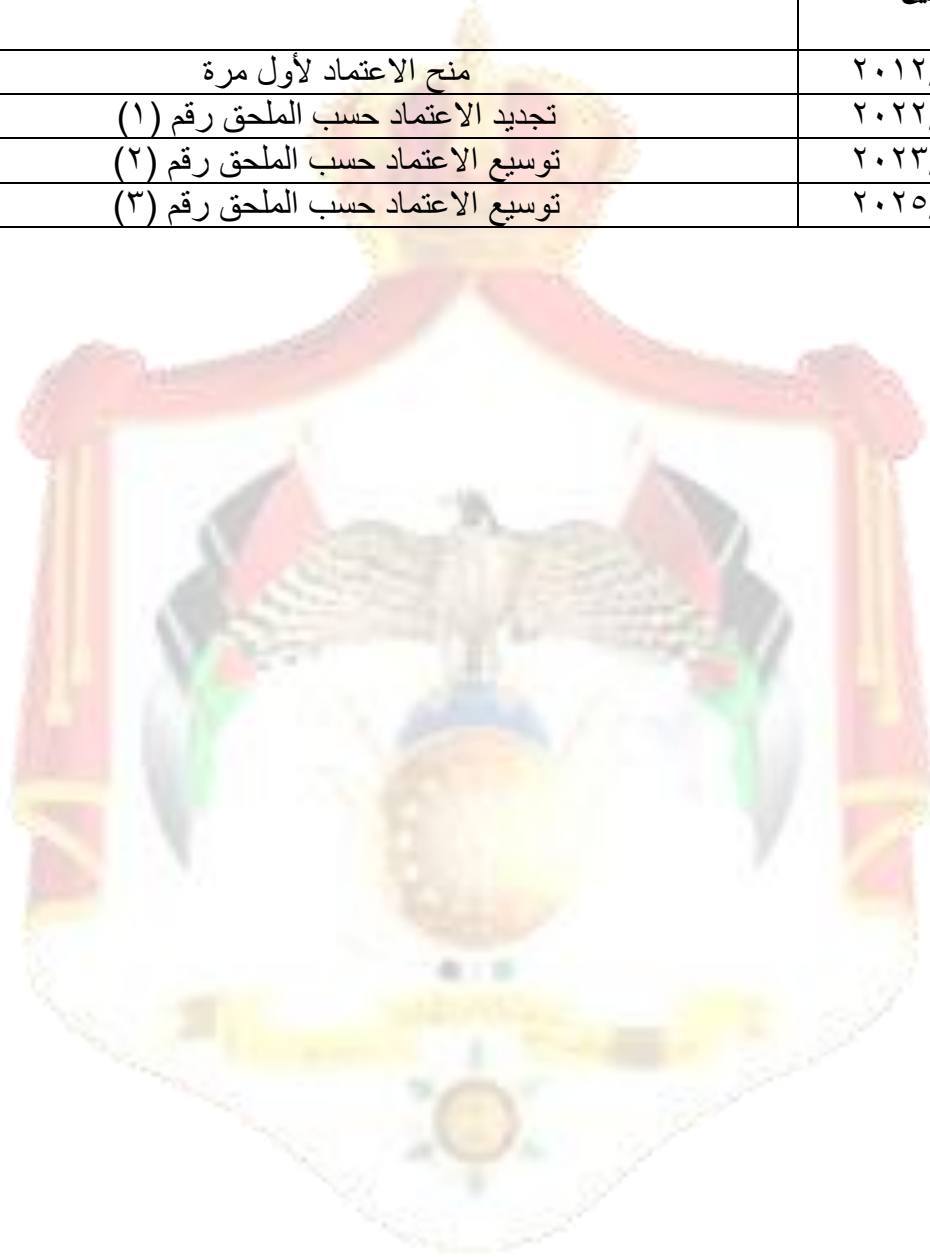 ٢٠١٢ منح الاعتماد لأول مرة
٢٠٢٢ تجديد الاعتماد حسب الملحق رقم (١)
٢٠٢٣ توسيع الاعتماد حسب الملحق رقم (٢)
٢٠٢٥ توسيع الاعتماد حسب الملحق رقم (٣)